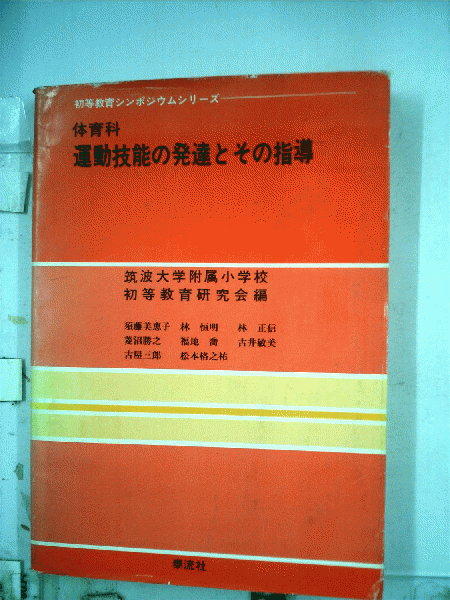 初等教育シンポジウムシリーズ
体育科
運動技能の発達とその指導
筑波大学附属小学校
初等教育研究会編
須藤美恵子 林 恒明 林 正信
菱沼勝之 福地 喬 古井敏美
古屋三郎 松本格之祐
泰流社